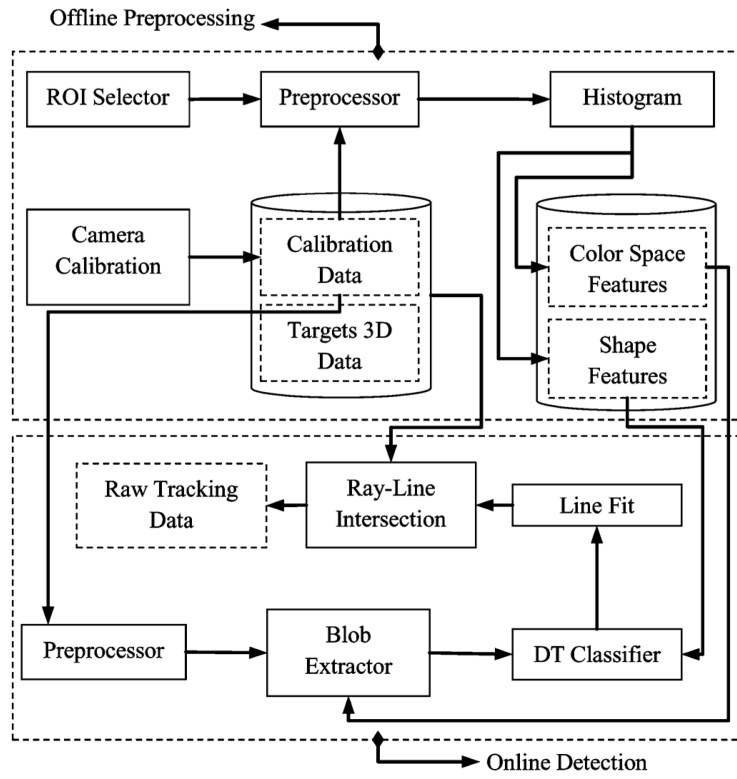 Offline Preprocessing
ROI Selector
Preprocessor
Histogram
Camera
Calibration
Calibration
Data
Targets 3D
Data
Color Space
Features
Shape
Features
Raw Tracking
Data
Ray-Line
Intersection
Line Fit
Preprocessor
Blob
Extractor
DT Classifier
Online Detection